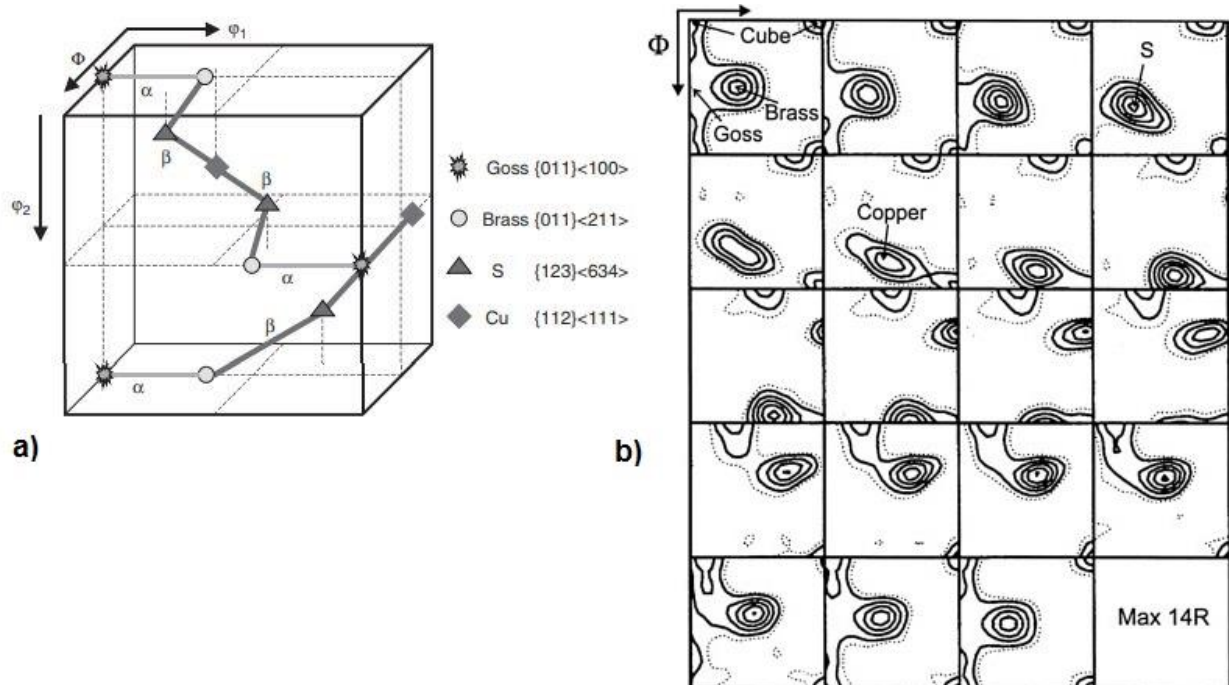 φ₁
Φ
α
β
β
β
φ₂
α
β
α
Goss {011}<100>
Brass {011}<211>
S {123}<634>
Cu {112}<111>
a)
Φ
Cube
S
Brass
Goss
Copper
b)
Max 14R